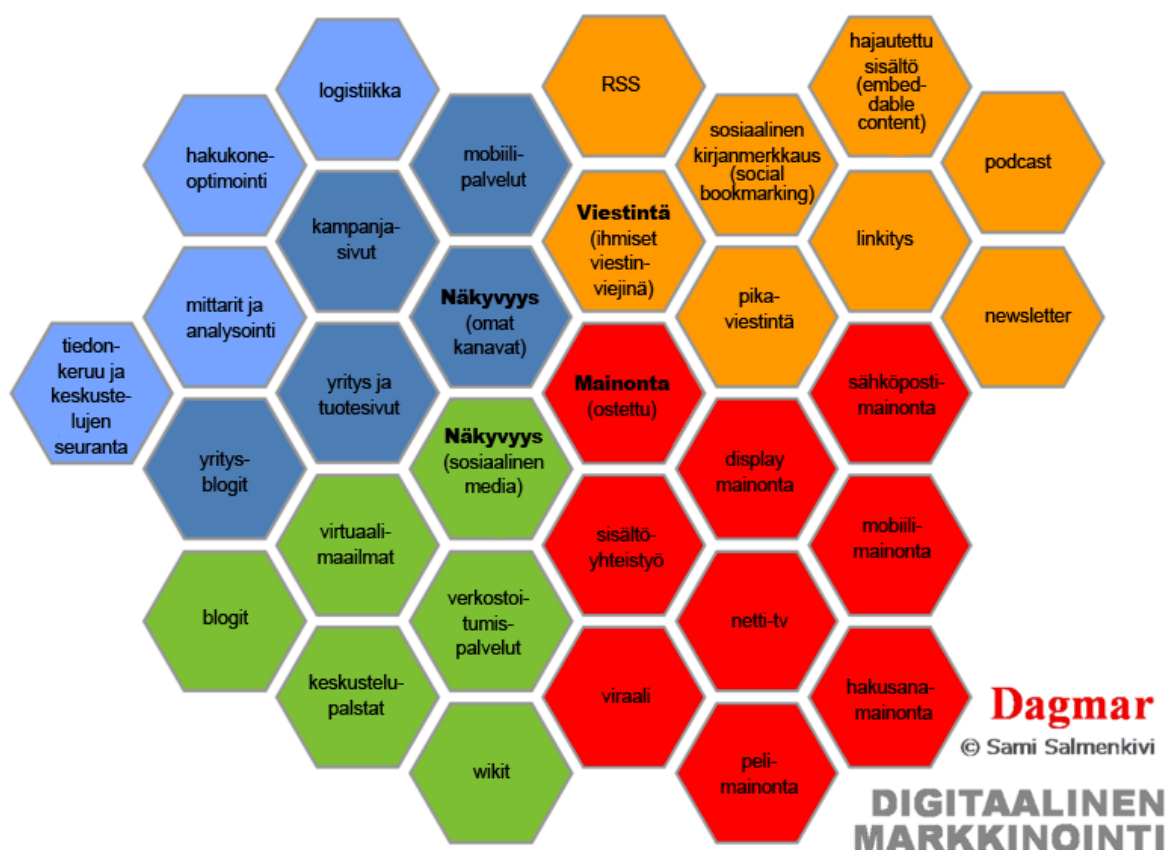 logistiikka
hakukone-
optimointi
mobiili-
palvelut
kampanja-
sivut
mittarit ja
analysointi
Näkyvyys
(omat
kanavat)
tiedon-
keruu ja
keskuste-
lujen
seuranta
yritys ja
tuotesivut
yritys-
blogit
RSS
hajautettu
sisältö
(embed-
dable
content)
sosiaalinen
kirjanmerkkaus
(social
bookmarking)
podcast
Viestintä
(ihmiset
viestin-
viejinä)
linkitys
pika-
viestintä
newsletter
Mainonta
(ostettu)
sähköposti-
mainonta
display
mainonta
sisältö-
yhteistyö
mobiili-
mainonta
netti-tv
viraali
hakusana-
mainonta
peli-
mainonta
Näkyvyys
(sosiaalinen
media)
virtuaali-
maailmat
blogit
verkostoi-
tumis-
palvelut
keskustelu-
palstat
wikit
Dagmar
© Sami Salmenkivi
DIGITAALINEN
MARKKINOINTI